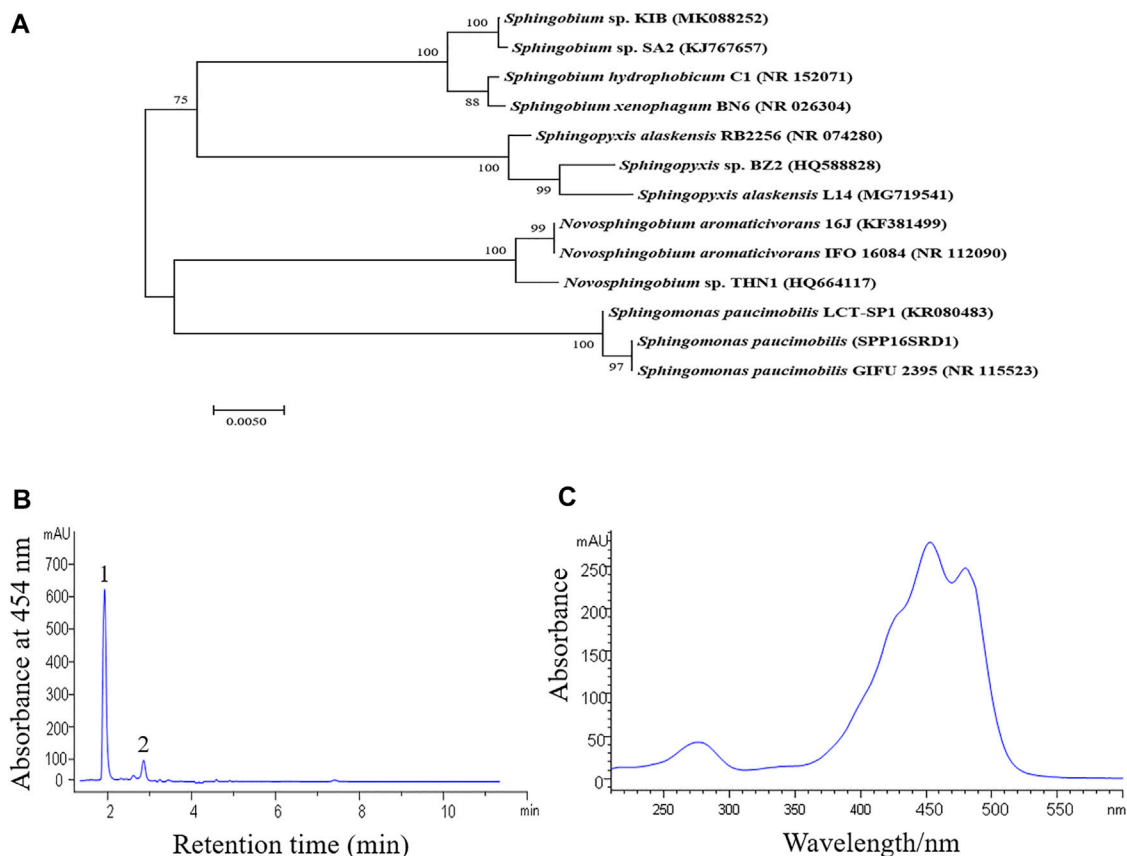 A
Sphingobium sp. KIB (MK088252)
100
Sphingobium sp. SA2 (KJ767657)
100
Sphingobium hydrophobicum C1 (NR 152071)
88
Sphingobium xenophagum BN6 (NR 026304)
75
Sphingopyxis alaskensis RB2256 (NR 074280)
100
Sphingopyxis sp. BZ2 (HQ588828)
99
Sphingopyxis alaskensis L14 (MG719541)
Novosphingobium aromaticivorans 16J (KF381499)
99
Novosphingobium aromaticivorans IFO 16084 (NR 112090)
100
Novosphingobium sp. THN1 (HQ664117)
Sphingomonas paucimobilis LCT-SP1 (KR080483)
100
Sphingomonas paucimobilis (SPP16SRD1)
97
Sphingomonas paucimobilis GIFU 2395 (NR 115523)
0.0050
B
mAU
700
600
500
400
300
200
100
0
Absorbance at 454 nm
1
2
2
4
6
8
10
min
Retention time (min)
C
mAU
250
200
150
100
50
0
Absorbance
250
300
350
400
450
500
550
nm
Wavelength/nm